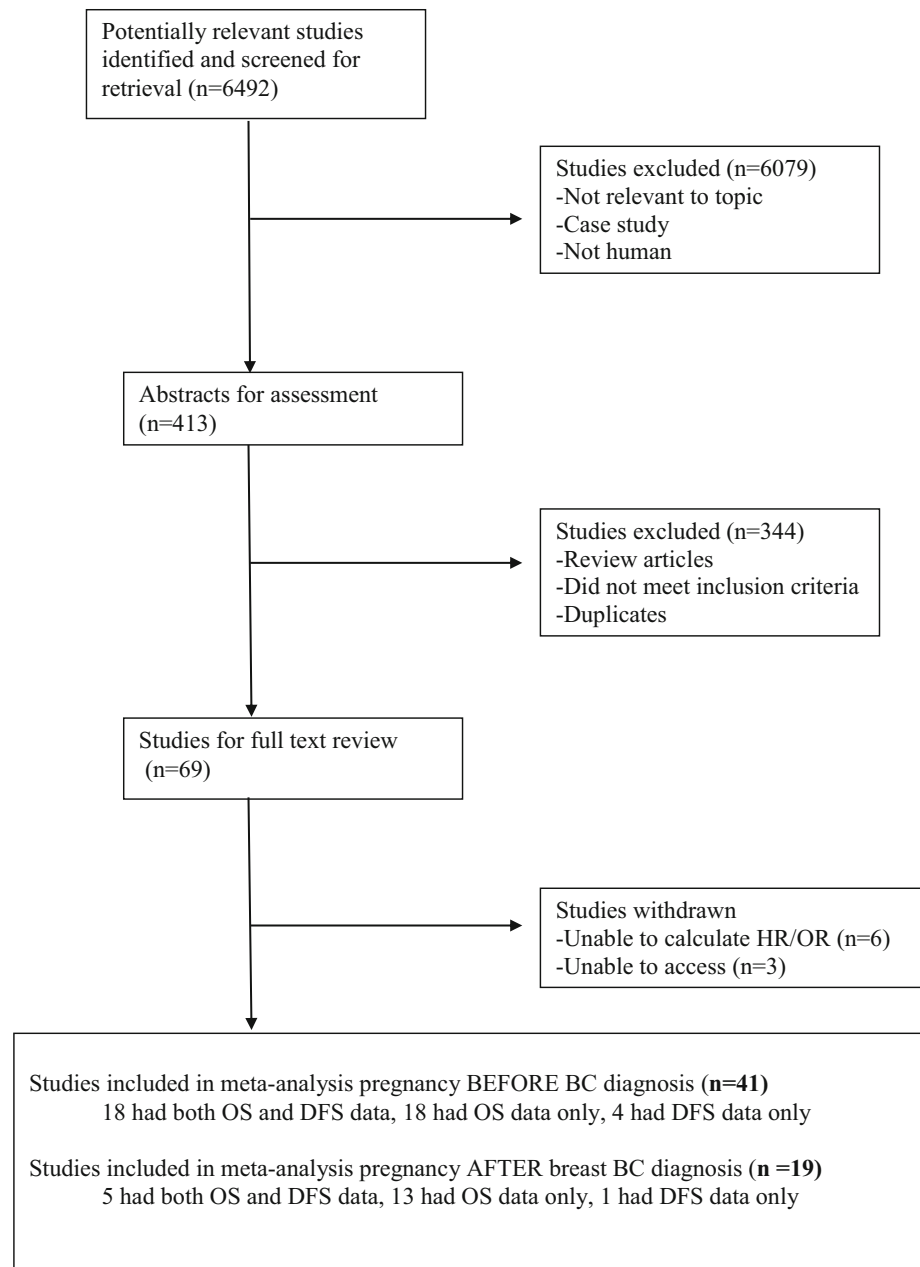 Potentially relevant studies
identified and screened for
retrieval (n=6492)
Studies excluded (n=6079)
-Not relevant to topic
-Case study
-Not human
Abstracts for assessment
(n=413)
Studies excluded (n=344)
-Review articles
-Did not meet inclusion criteria
-Duplicates
Studies for full text review
(n=69)
Studies withdrawn
-Unable to calculate HR/OR (n=6)
-Unable to access (n=3)
Studies included in meta-analysis pregnancy BEFORE BC diagnosis (n=41)
18 had both OS and DFS data, 18 had OS data only, 4 had DFS data only
Studies included in meta-analysis pregnancy AFTER breast BC diagnosis (n =19)
5 had both OS and DFS data, 13 had OS data only, 1 had DFS data only